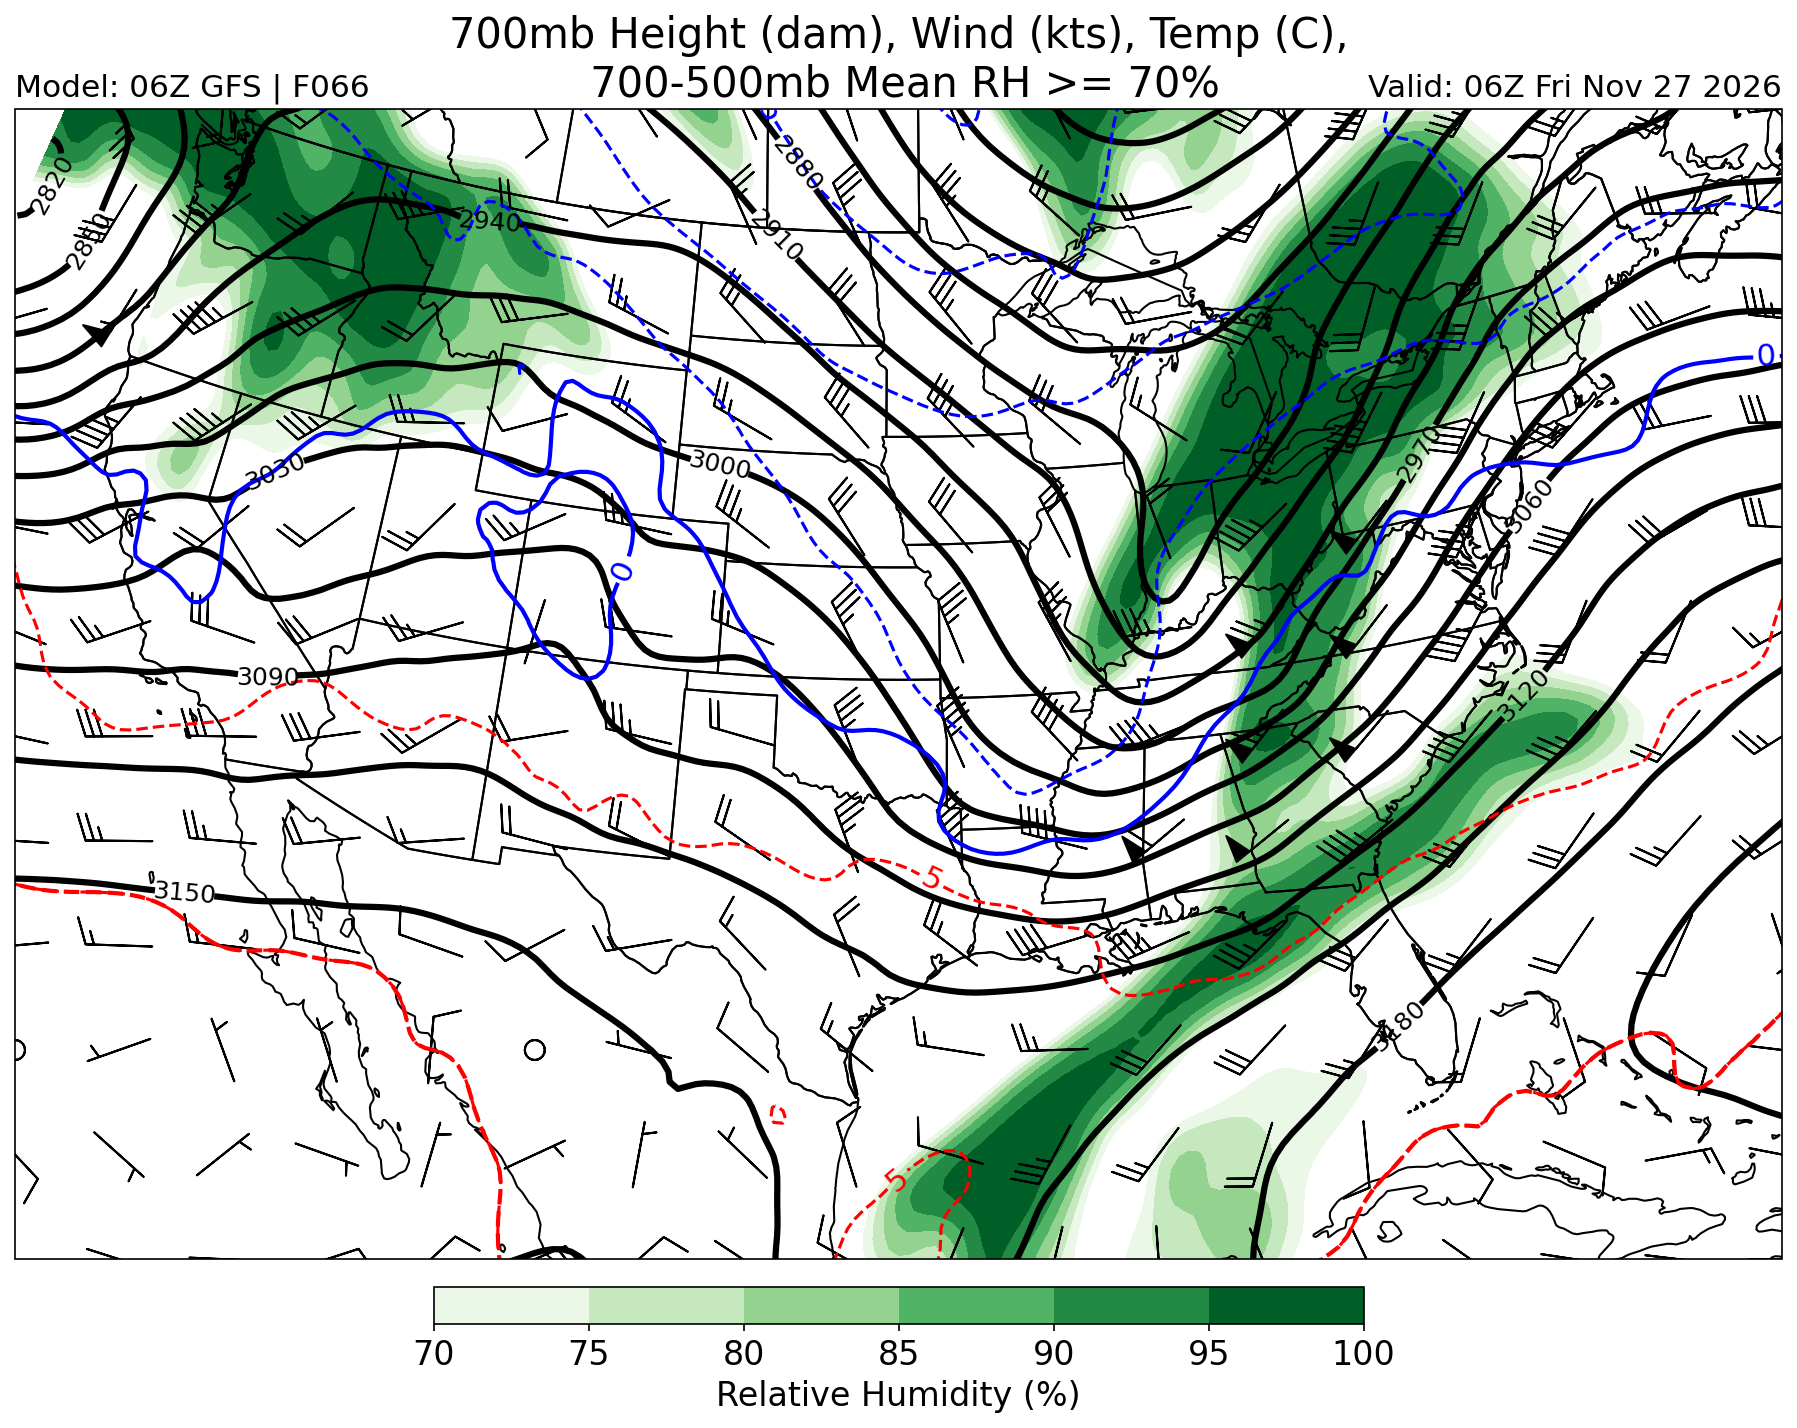 700mb Height (dam), Wind (kts), Temp (C),
700-500mb Mean RH >= 70%
Model: 06Z GFS | F066
Valid: 06Z Fri Nov 27 2026
2820
2850
2880
2910
2940
2970
3000
3030
3060
3090
3120
3150
3180
0
0
5
5
70 75 80 85 90 95 100
Relative Humidity (%)